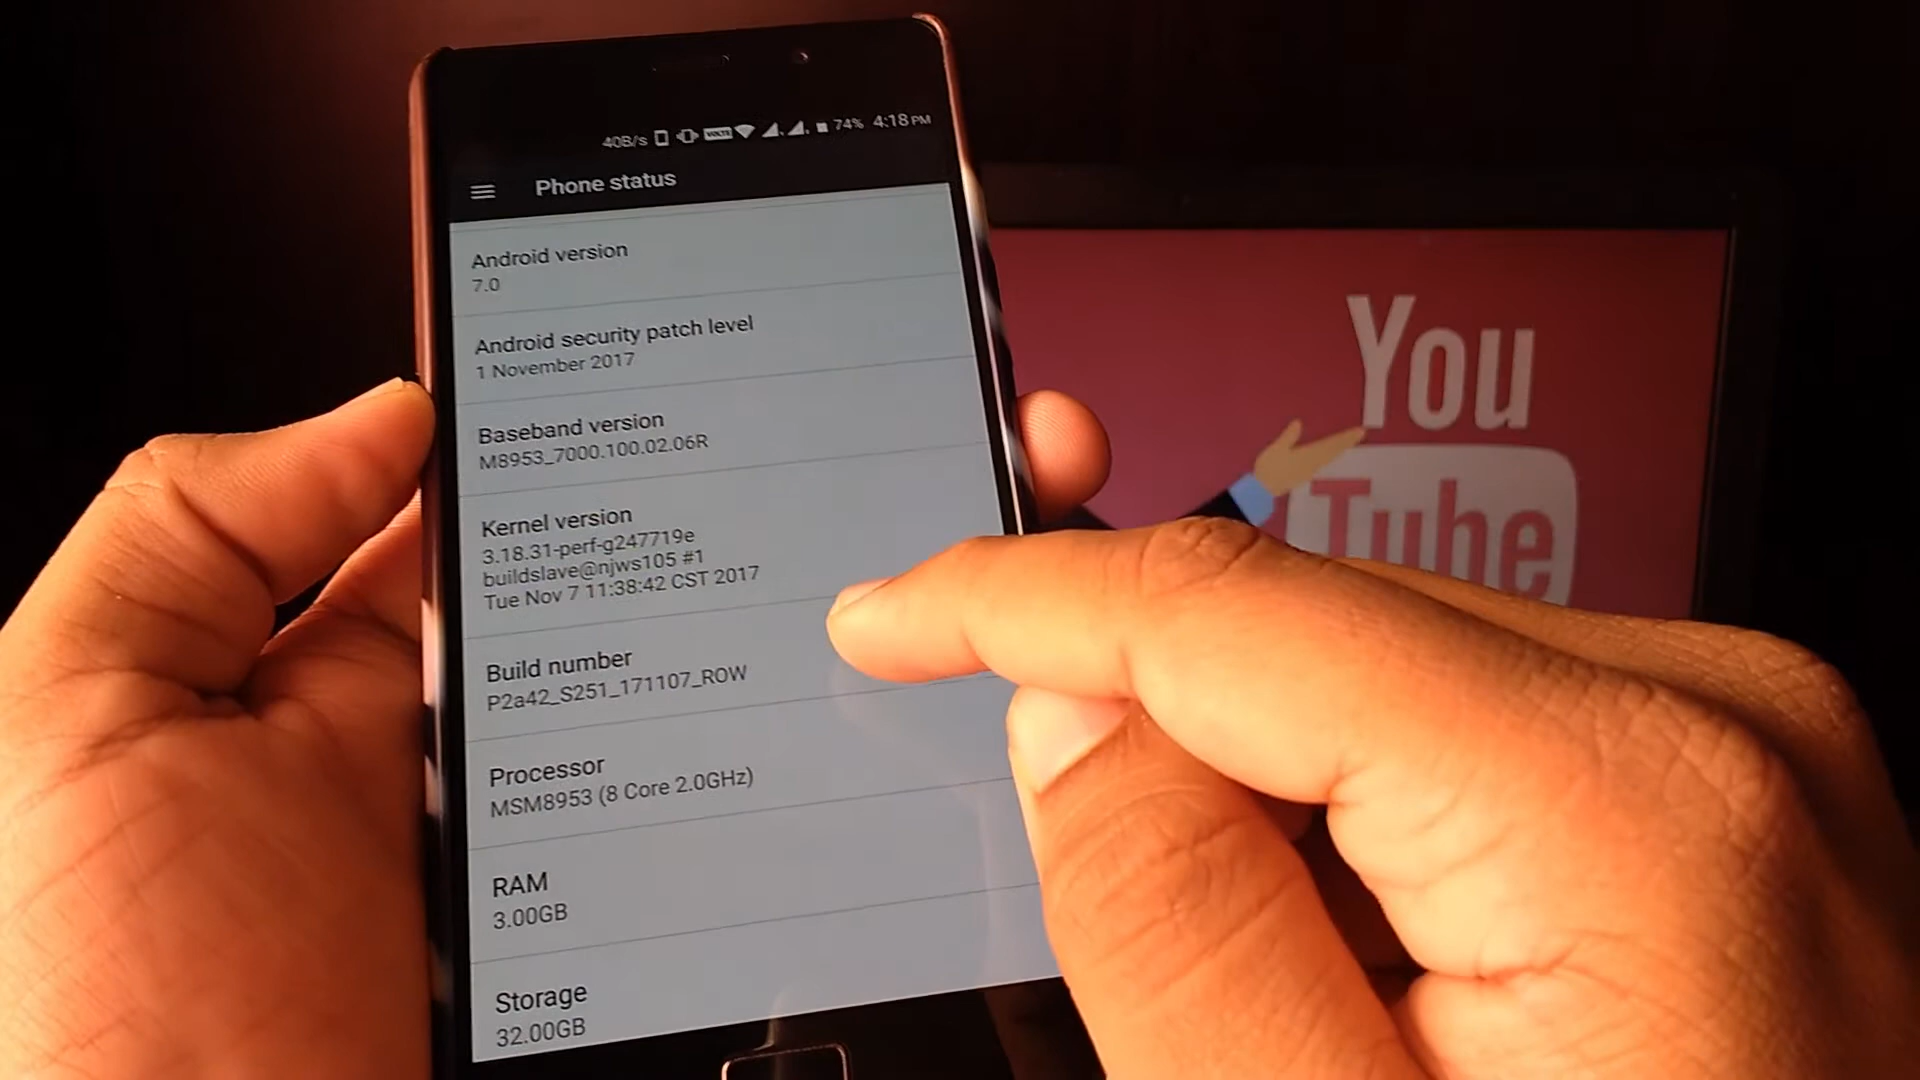 40B/s VOLTE 74% 4:18 PM
Phone status
Android version
7.0
Android security patch level
1 November 2017
Baseband version
M8953_7000.100.02.06R
Kernel version
3.18.31-perf-g247719e
buildslave@njws105 #1
Tue Nov 7 11:38:42 CST 2017
Build number
P2a42_S251_171107_ROW
Processor
MSM8953 (8 Core 2.0GHz)
RAM
3.00GB
Storage
32.00GB
You
Tube